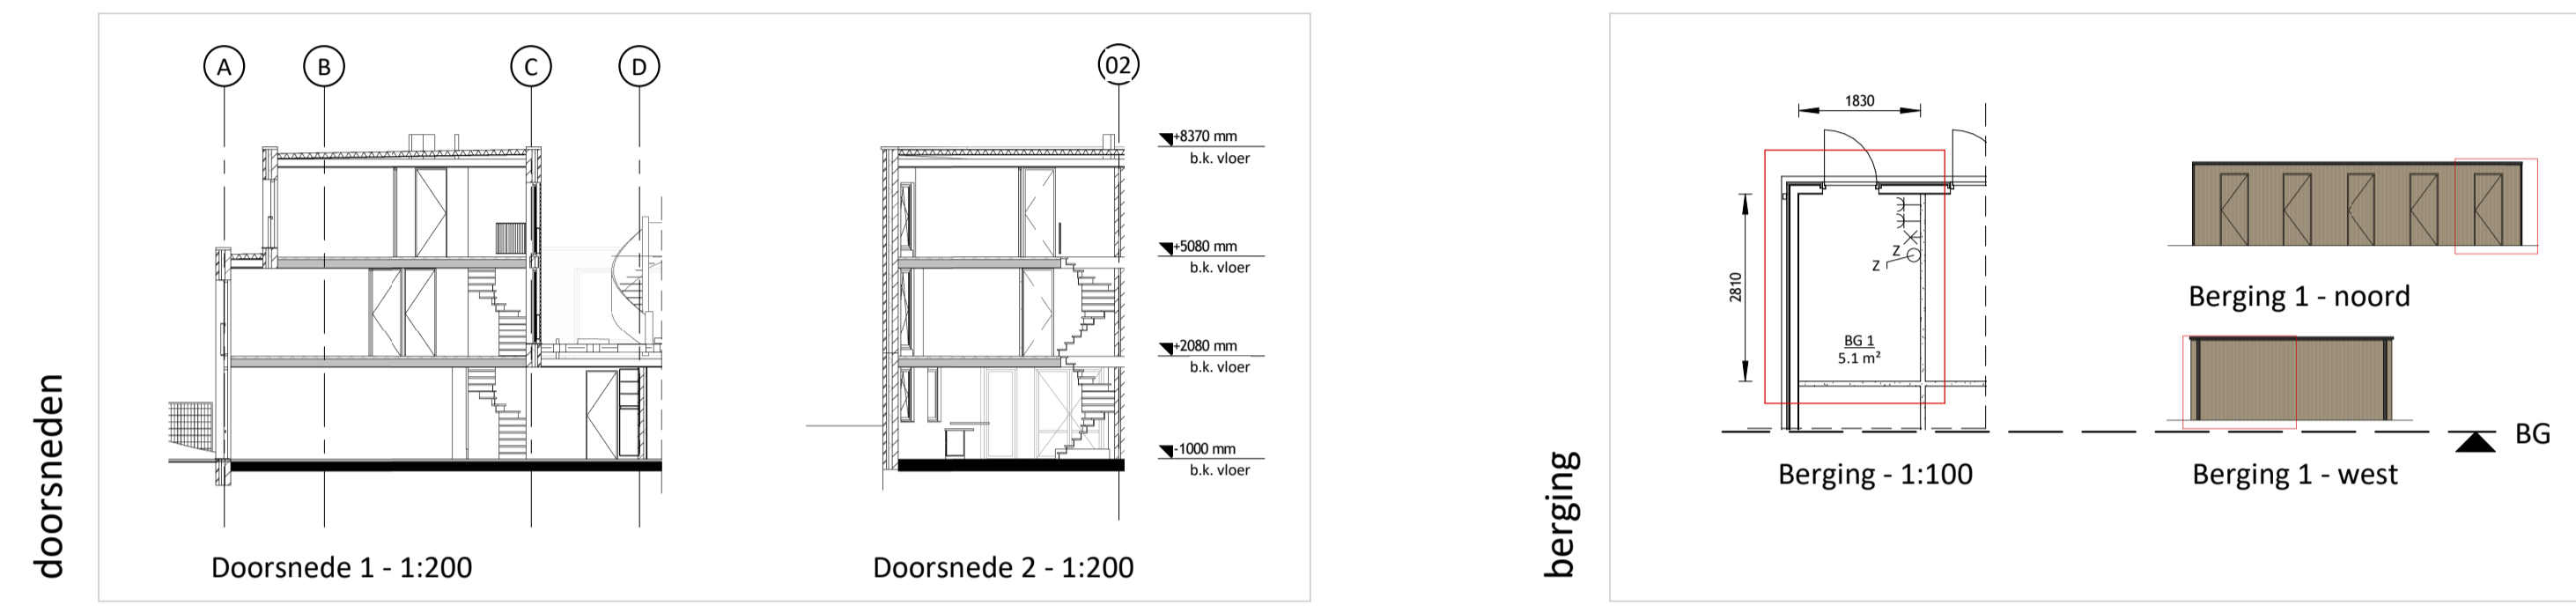 doorsneden
A
B
C
D
02
+8370 mm
b.k. vloer
+5080 mm
b.k. vloer
+2080 mm
b.k. vloer
-1000 mm
b.k. vloer
Doorsnede 1 - 1:200
Doorsnede 2 - 1:200
berging
1830
2810
Z
Z
BG 1
5.1 m²
Berging - 1:100
Berging 1 - noord
Berging 1 - west
BG